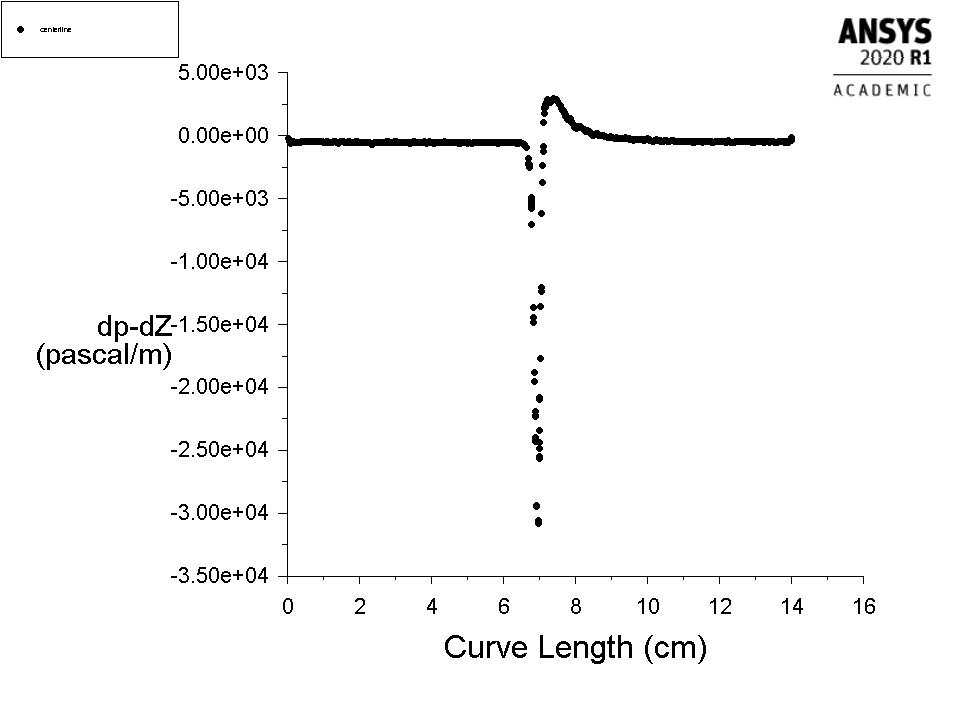 centerline
ANSYS
2020 R1
ACADEMIC
5.00e+03
0.00e+00
-5.00e+03
-1.00e+04
-1.50e+04
-2.00e+04
-2.50e+04
-3.00e+04
-3.50e+04
dp-dZ
(pascal/m)
0 2 4 6 8 10 12 14 16
Curve Length (cm)